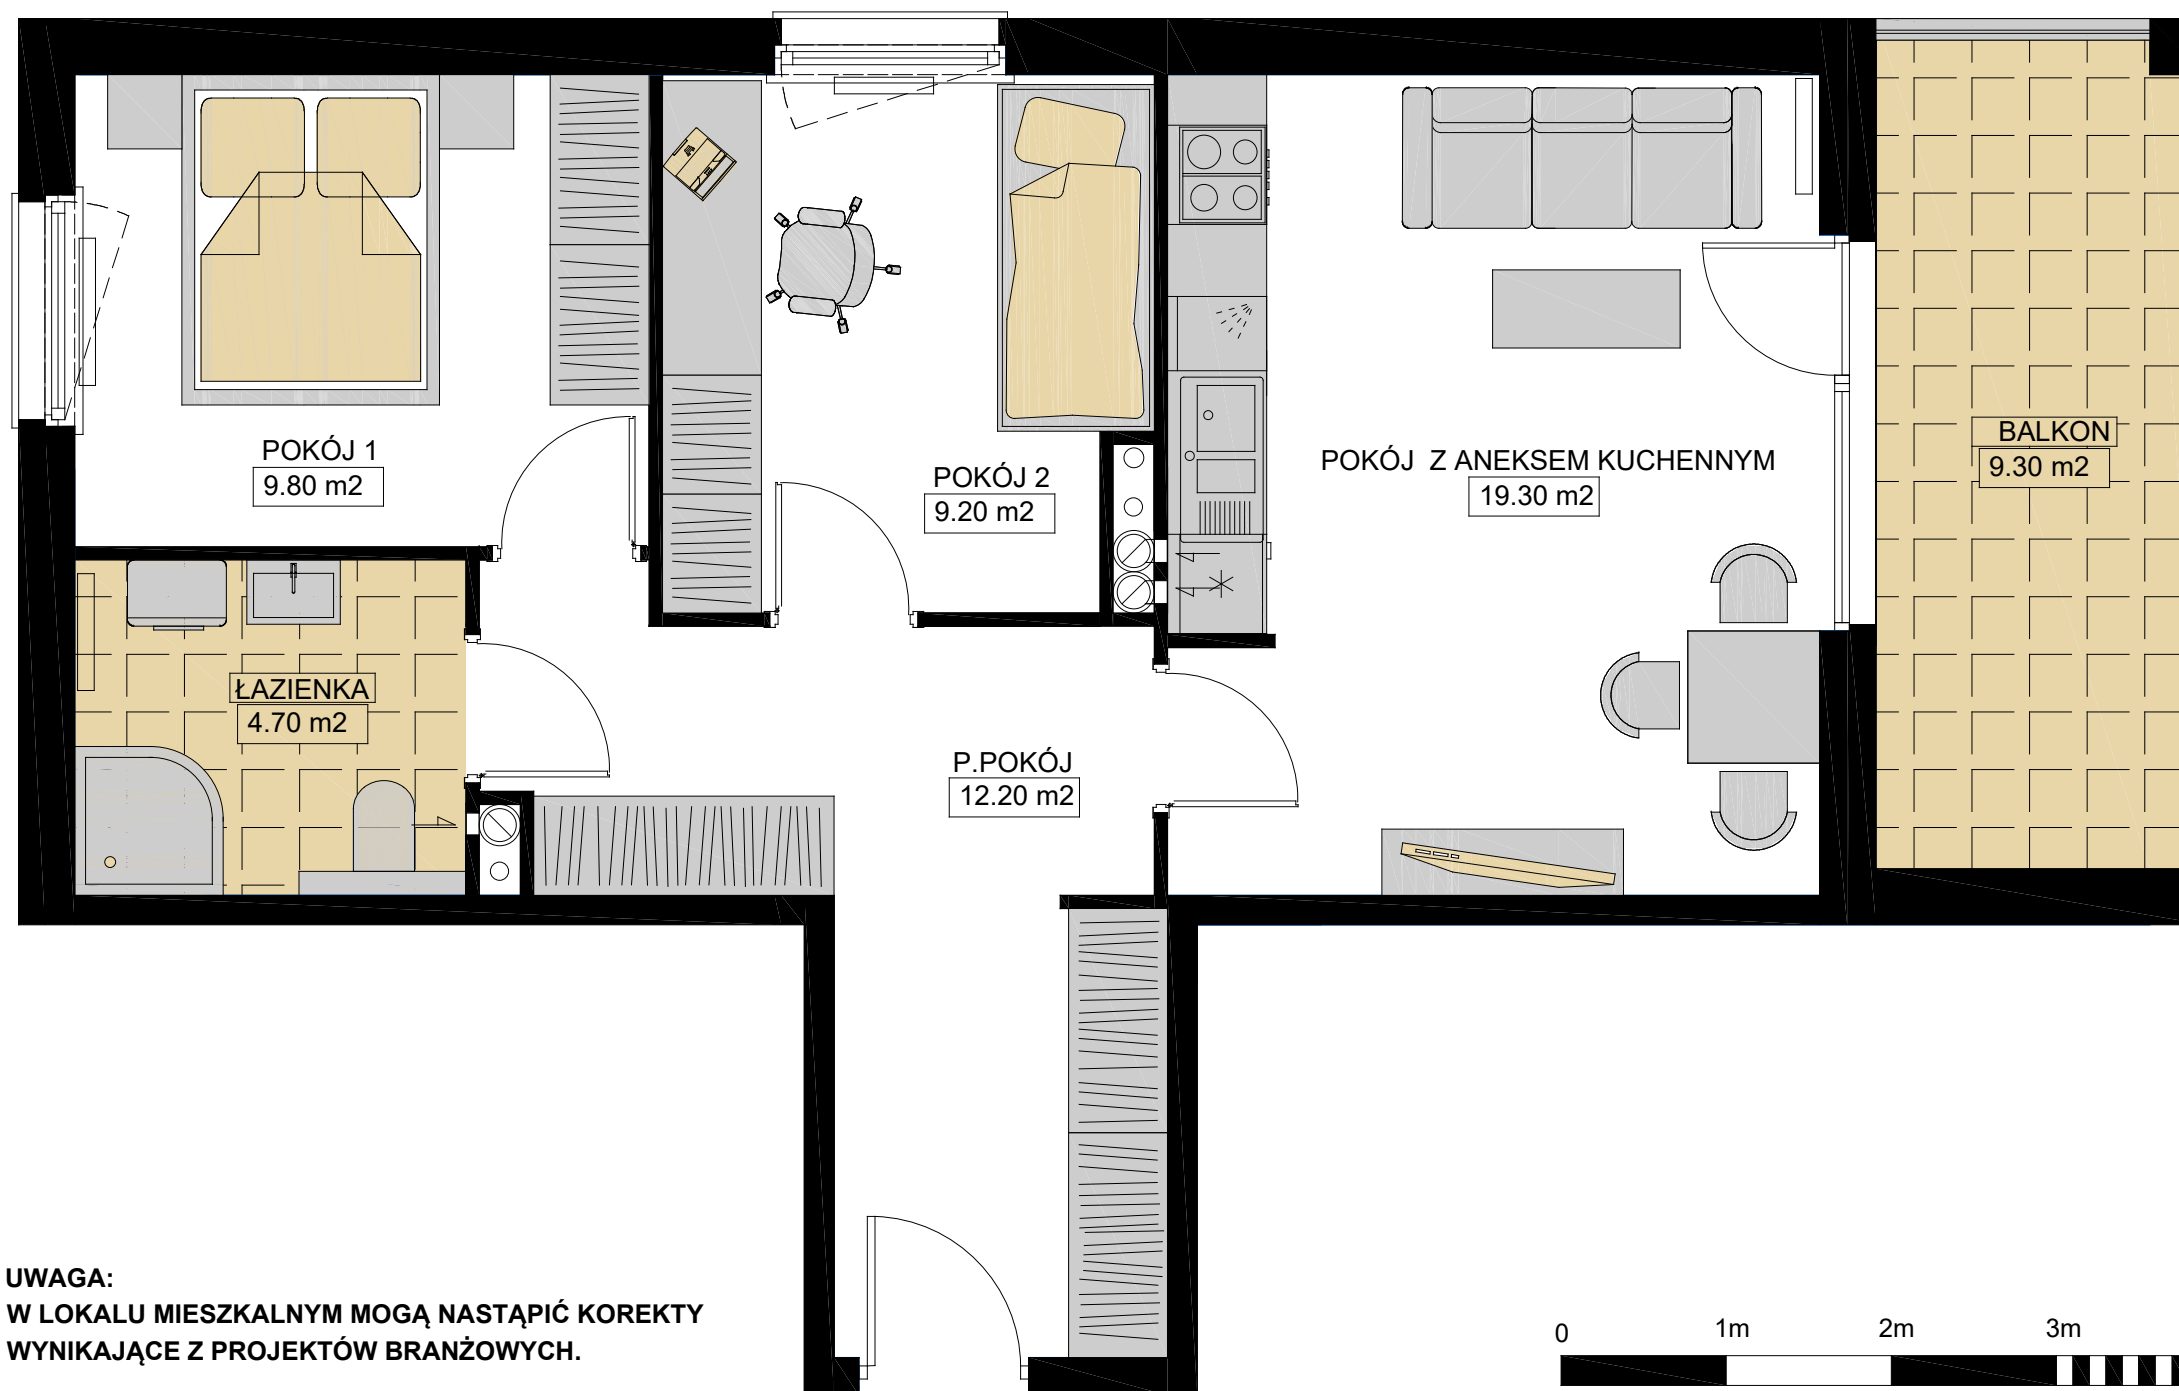 POKÓJ 1
9.80 m2
POKÓJ 2
9.20 m2
POKÓJ Z ANEKSEM KUCHENNYM
19.30 m2
BALKON
9.30 m2
ŁAZIENKA
4.70 m2
P.POKÓJ
12.20 m2
UWAGA:
W LOKALU MIESZKALNYM MOGĄ NASTĄPIĆ KOREKTY
WYNIKAJĄCE Z PROJEKTÓW BRANŻOWYCH.
0 1m 2m 3m